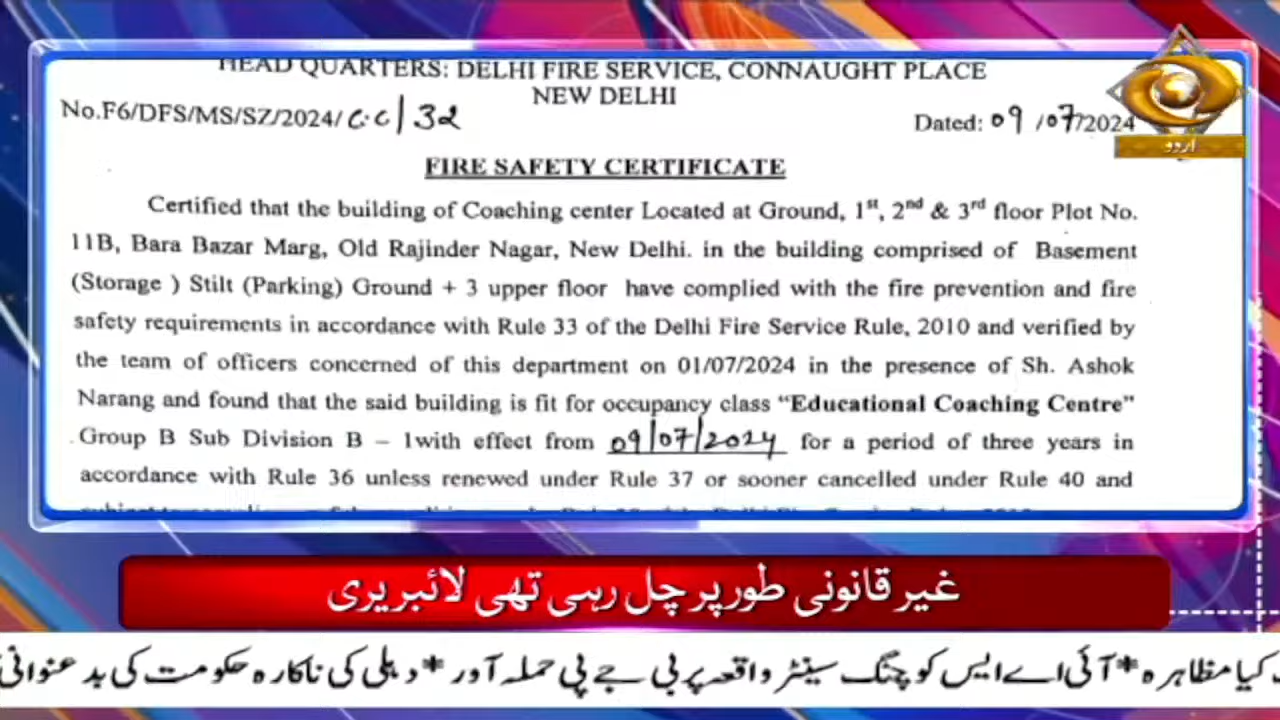 HEAD QUARTERS: DELHI FIRE SERVICE, CONNAUGHT PLACE
NEW DELHI
No.F6/DFS/MS/SZ/2024/ C.C/32
Dated: 09/07/2024
اردو
FIRE SAFETY CERTIFICATE
Certified that the building of Coaching center Located at Ground, 1st, 2nd & 3rd floor Plot No.
11B, Bara Bazar Marg, Old Rajinder Nagar, New Delhi. in the building comprised of Basement
(Storage ) Stilt (Parking) Ground + 3 upper floor have complied with the fire prevention and fire
safety requirements in accordance with Rule 33 of the Delhi Fire Service Rule, 2010 and verified by
the team of officers concerned of this department on 01/07/2024 in the presence of Sh. Ashok
Narang and found that the said building is fit for occupancy class “Educational Coaching Centre”
Group B Sub Division B – 1with effect from 09/07/2024 for a period of three years in
accordance with Rule 36 unless renewed under Rule 37 or sooner cancelled under Rule 40 and
غیر قانونی طور پر چل رہی تھی لائبریری
کیا مظاہرہ * آئی اے ایس کوچنگ سینٹر واقعہ پر بی جے پی حملہ آور * دہلی کی ناکارہ حکومت کی بدعنوانی